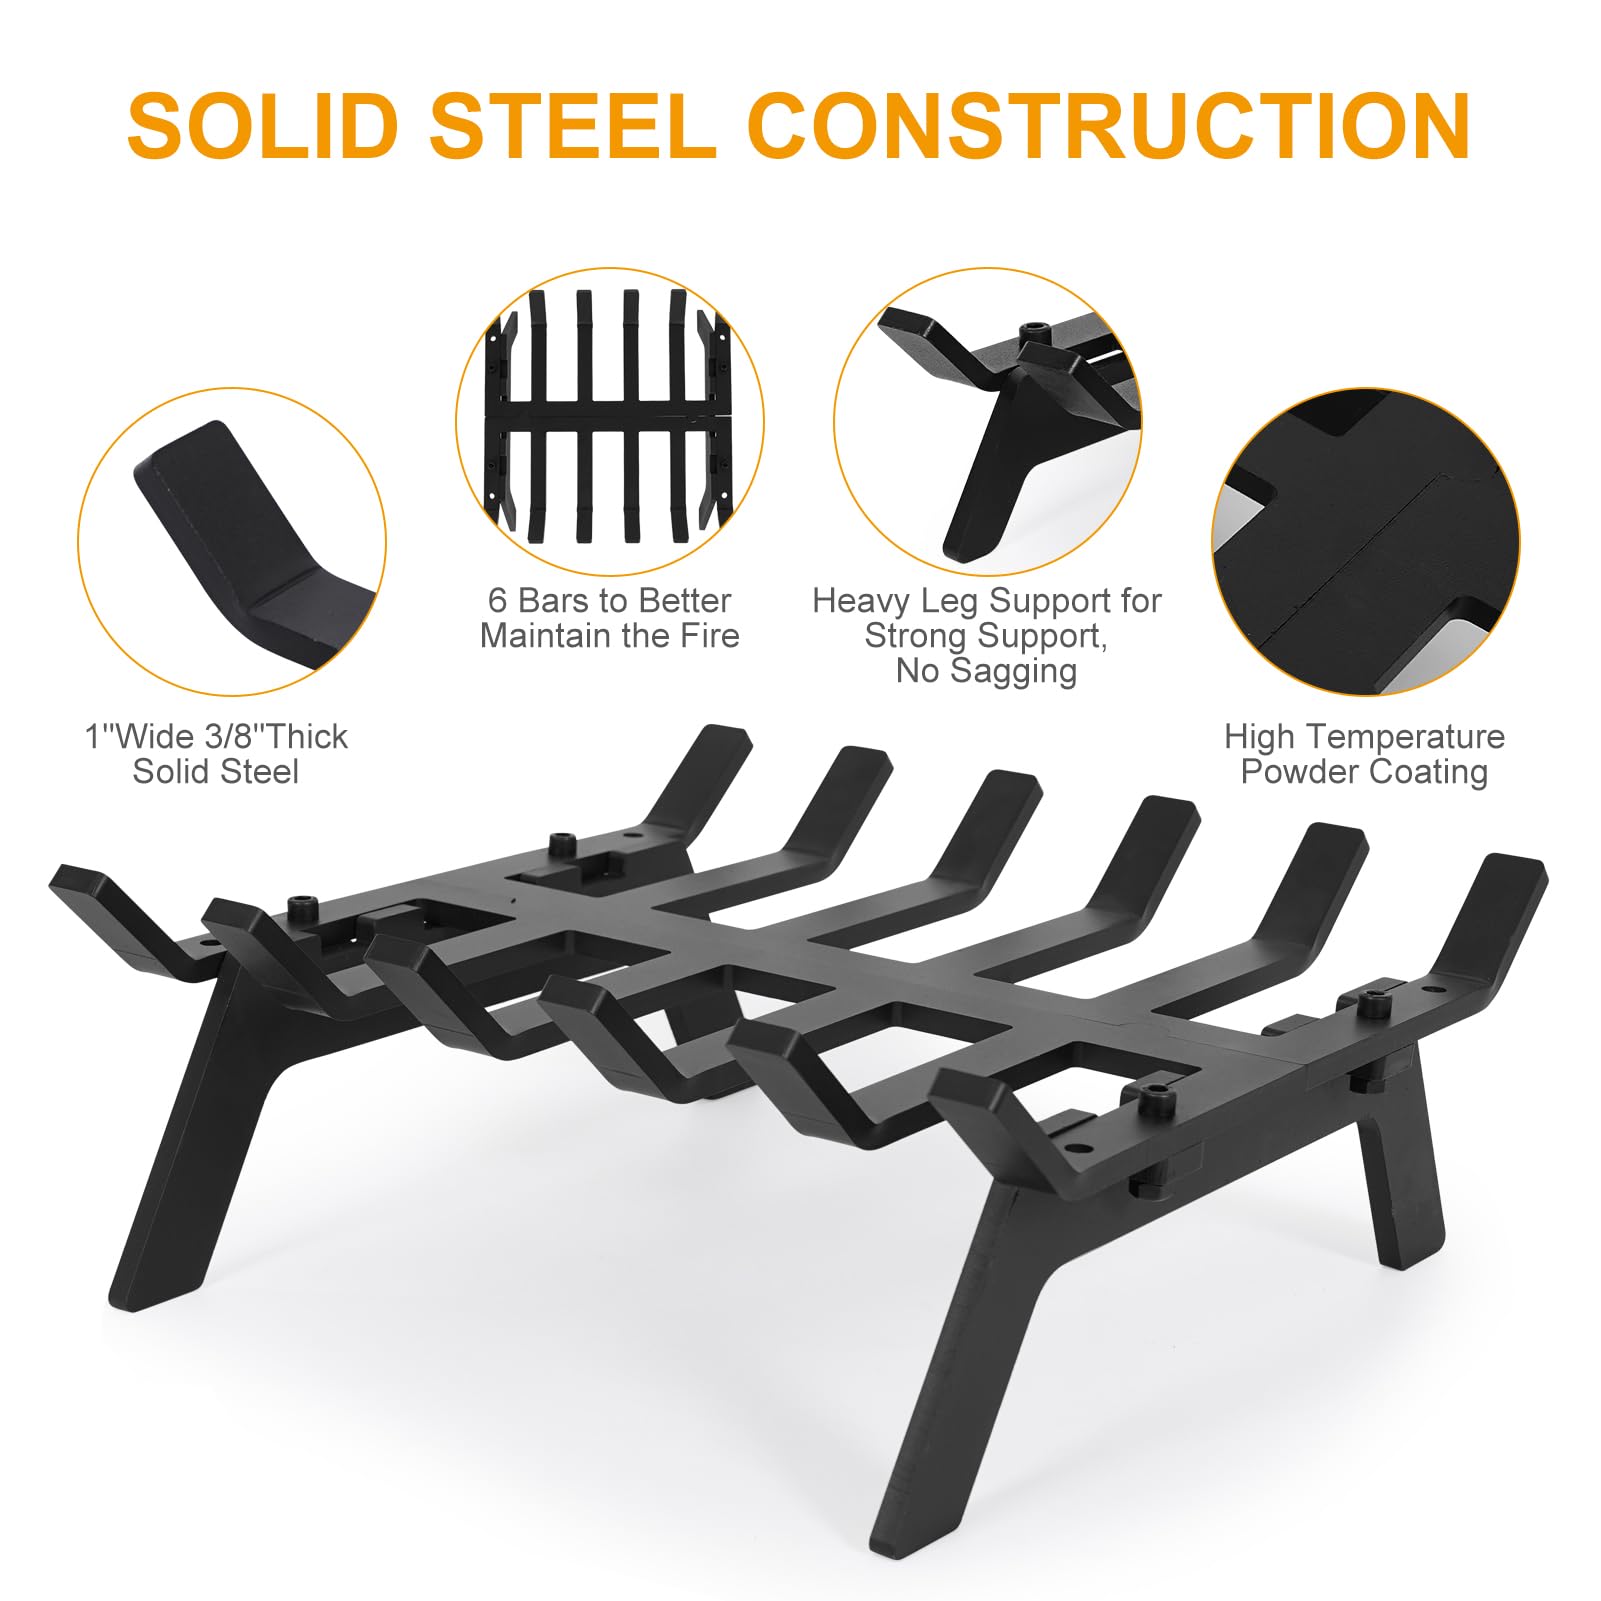 SOLID STEEL CONSTRUCTION
1"Wide 3/8"Thick
Solid Steel
6 Bars to Better
Maintain the Fire
Heavy Leg Support for
Strong Support,
No Sagging
High Temperature
Powder Coating